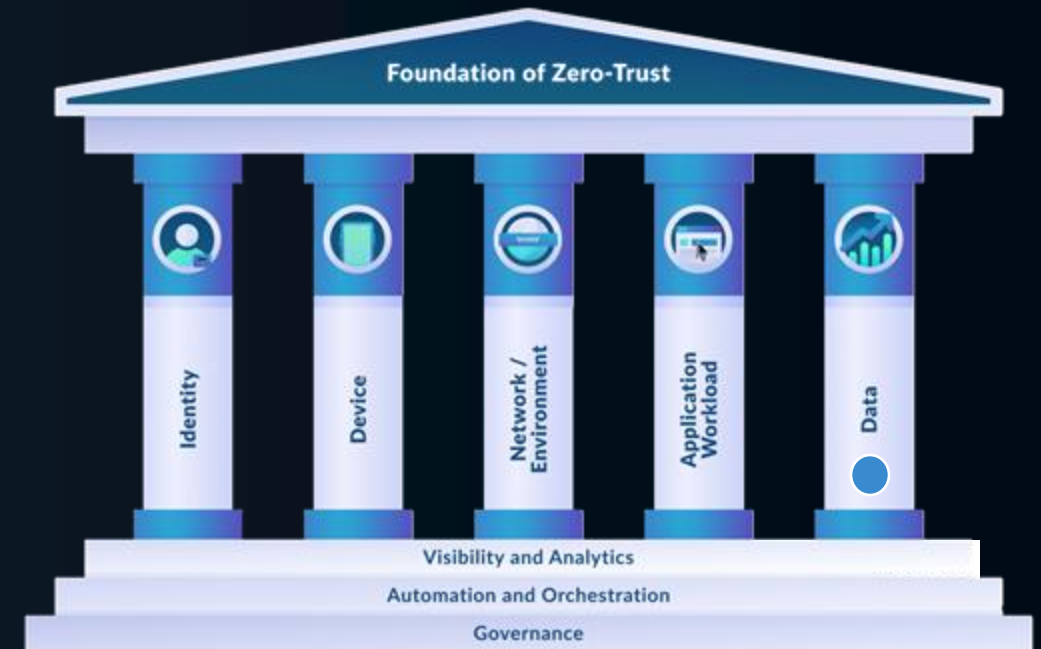 Foundation of Zero-Trust
Identity
Device
Network /
Environment
Application
Workload
Data
Visibility and Analytics
Automation and Orchestration
Governance